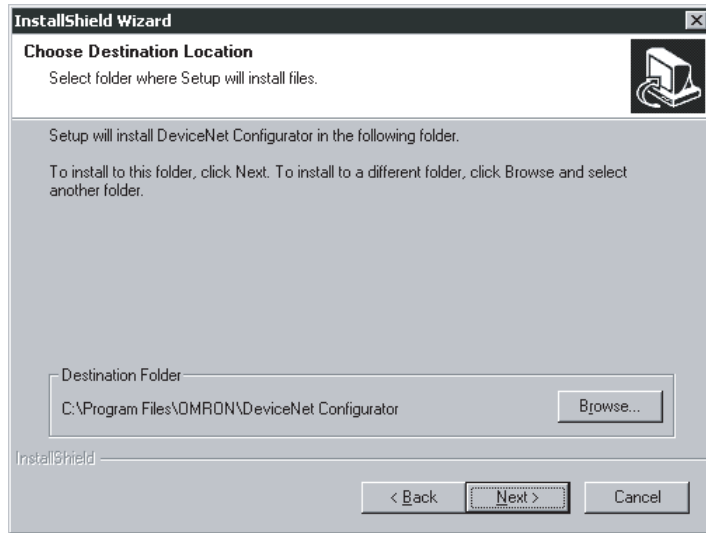 InstallShield Wizard
Choose Destination Location
Select folder where Setup will install files.
Setup will install DeviceNet Configurator in the following folder.
To install to this folder, click Next. To install to a different folder, click Browse and select
another folder.
Destination Folder
C:\Program Files\OMRON\DeviceNet Configurator
Browse...
InstallShield
< Back
Next >
Cancel